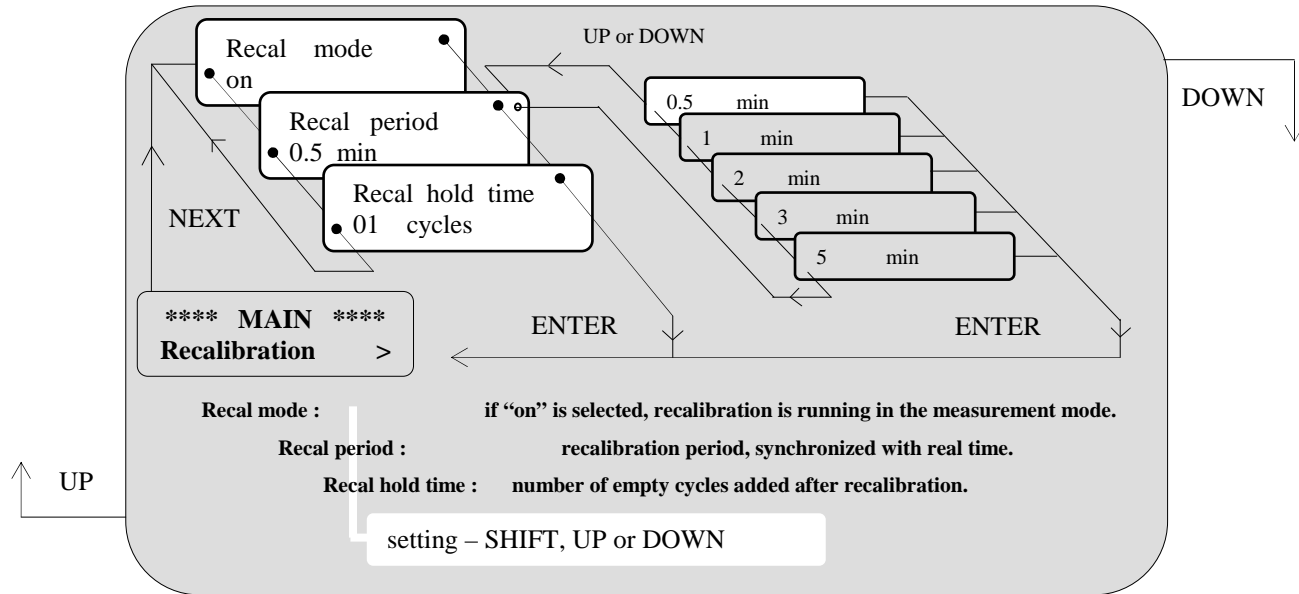 Recal mode
on
Recal period
0.5 min
Recal hold time
01 cycles
UP or DOWN
0.5 min
1 min
2 min
3 min
5 min
DOWN
NEXT
**** MAIN ****
Recalibration >
ENTER
ENTER
Recal mode : if “on” is selected, recalibration is running in the measurement mode.
Recal period : recalibration period, synchronized with real time.
Recal hold time : number of empty cycles added after recalibration.
UP
setting – SHIFT, UP or DOWN